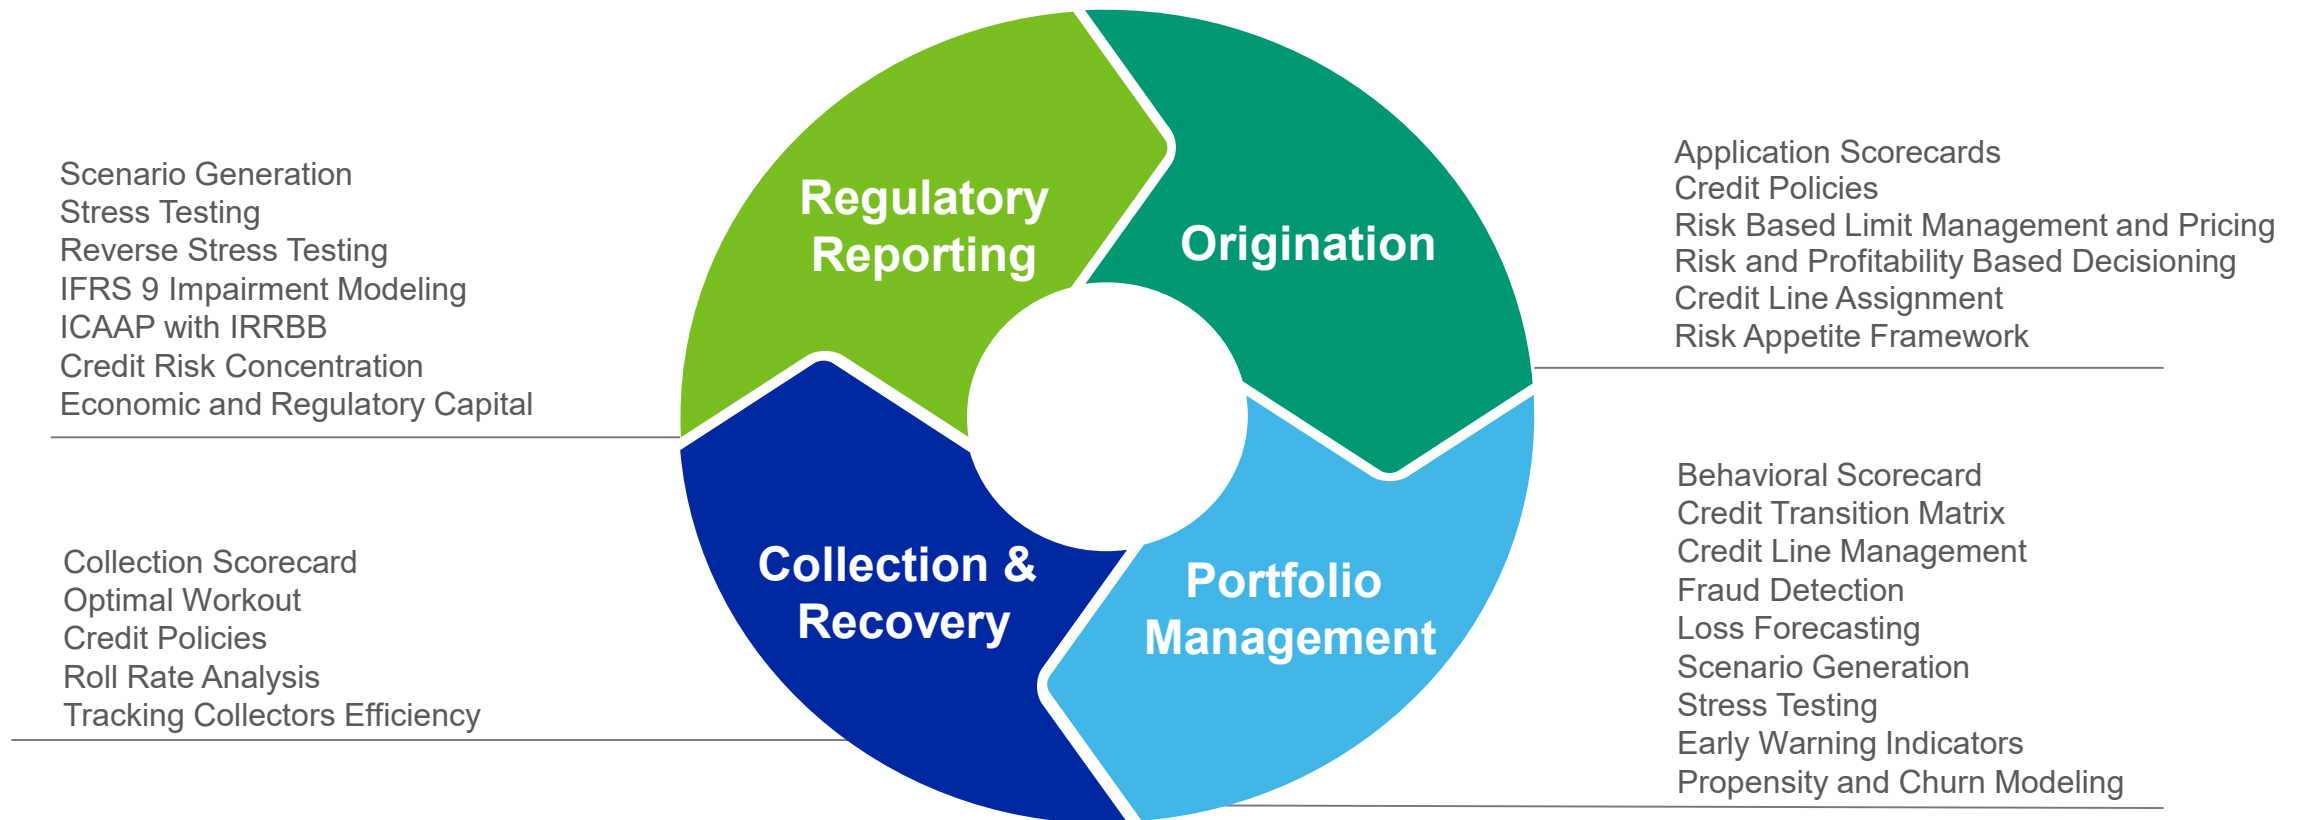 Regulatory
Reporting
Origination
Collection &
Recovery
Portfolio
Management
Scenario Generation
Stress Testing
Reverse Stress Testing
IFRS 9 Impairment Modeling
ICAAP with IRRBB
Credit Risk Concentration
Economic and Regulatory Capital
Application Scorecards
Credit Policies
Risk Based Limit Management and Pricing
Risk and Profitability Based Decisioning
Credit Line Assignment
Risk Appetite Framework
Collection Scorecard
Optimal Workout
Credit Policies
Roll Rate Analysis
Tracking Collectors Efficiency
Behavioral Scorecard
Credit Transition Matrix
Credit Line Management
Fraud Detection
Loss Forecasting
Scenario Generation
Stress Testing
Early Warning Indicators
Propensity and Churn Modeling